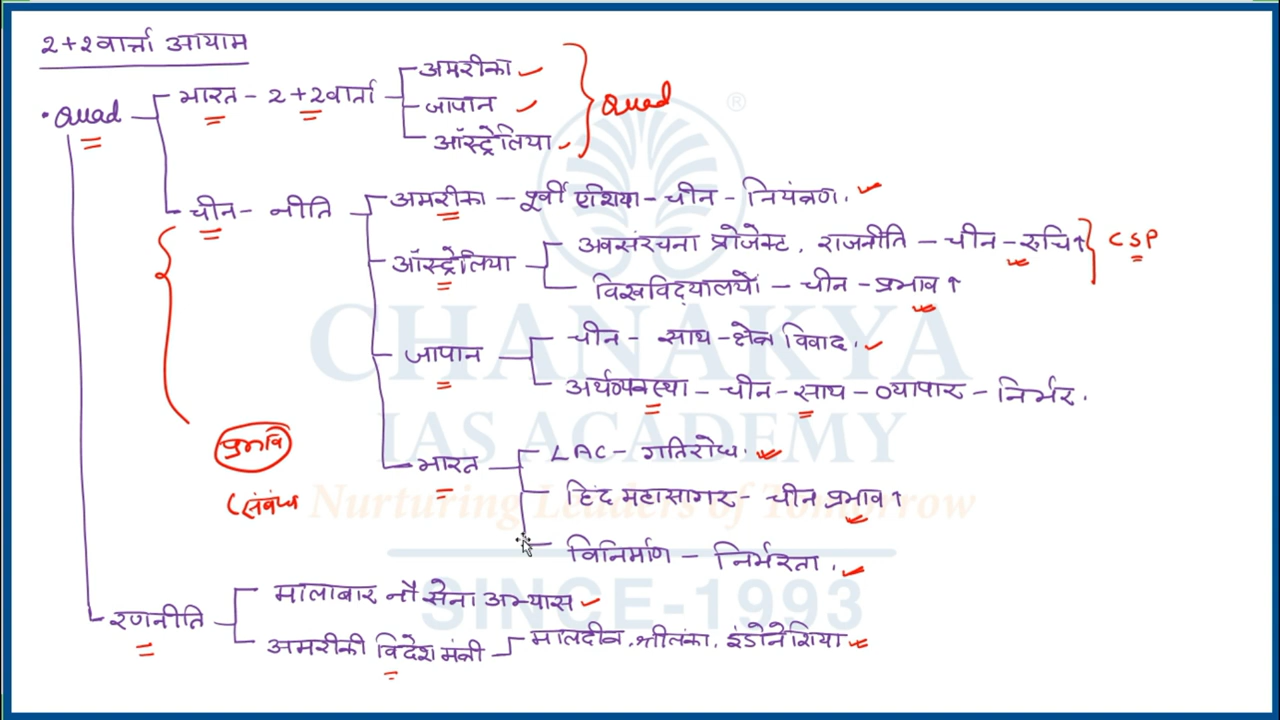 2+2वार्त्ता आयाम
• Quad
भारत - 2+2वार्ता
अमरीका
जापान
ऑस्ट्रेलिया
Quad
®
चीन - नीति
अमरीका - पूर्वी एशिया - चीन - नियंत्रण.
ऑस्ट्रेलिया
अवसंरचना प्रोजेक्ट, राजनीति - चीन - रुचि↑
CSP
विश्वविद्यालयों - चीन - प्रभाव↑
CHANAKYA
जापान
चीन - साथ - क्षेत्र विवाद.
अर्थव्यवस्था - चीन - साथ - व्यापार - निर्भर.
IAS ACADEMY
प्रभाव
भारत
LAC - गतिरोध.
(संबंध
हिंद महासागर - चीन प्रभाव↑
Nurturing Leaders of Tomorrow
विनिर्माण - निर्भरता.
SINCE-1993
रणनीति
मालाबार नौसेना अभ्यास
अमरीकी विदेश मंत्री
मालदीव, श्रीलंका, इंडोनेशिया